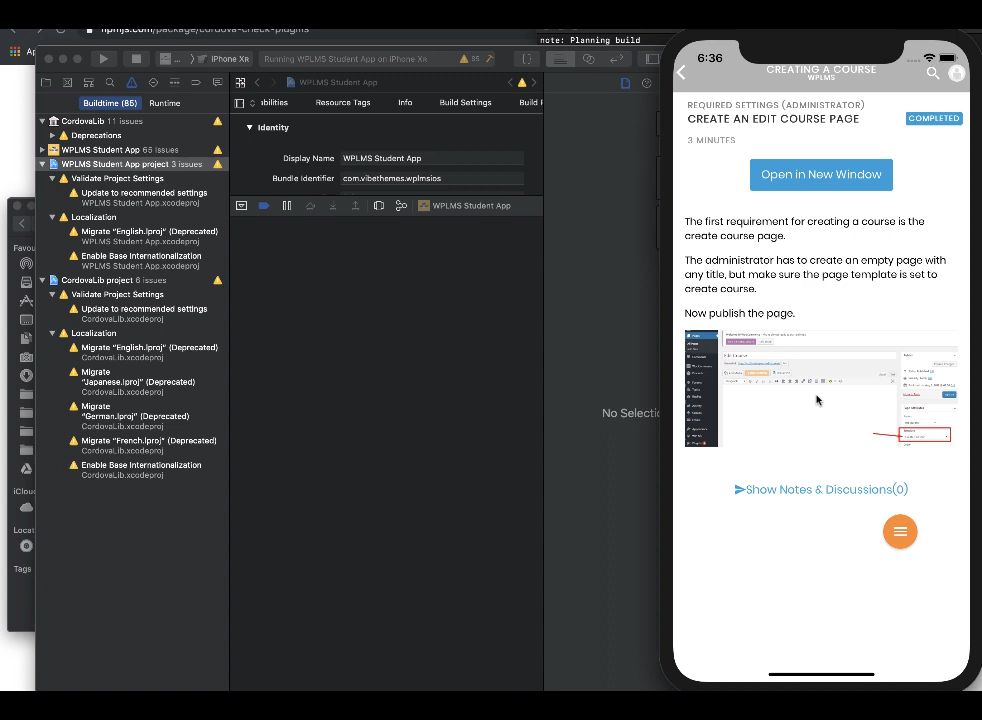 npmjs.com/package/cordova-check-plugins
note: Planning build
iPhone XR
Running WPLMS Student App on iPhone XR
85
WPLMS Student App
Buildtime (85)
Runtime
Resource Tags
Info
Build Settings
CordovaLib 11 issues
Deprecations
WPLMS Student App 65 issues
WPLMS Student App project 3 issues
Validate Project Settings
Update to recommended settings
WPLMS Student App.xcodeproj
Localization
Migrate “English.lproj” (Deprecated)
WPLMS Student App.xcodeproj
Enable Base Internationalization
WPLMS Student App.xcodeproj
CordovaLib project 6 issues
Validate Project Settings
Update to recommended settings
CordovaLib.xcodeproj
Localization
Migrate “English.lproj” (Deprecated)
CordovaLib.xcodeproj
Migrate
“Japanese.lproj” (Deprecated)
CordovaLib.xcodeproj
Migrate
“German.lproj” (Deprecated)
CordovaLib.xcodeproj
Migrate “French.lproj” (Deprecated)
CordovaLib.xcodeproj
Enable Base Internationalization
CordovaLib.xcodeproj
Identity
Display Name WPLMS Student App
Bundle Identifier com.vibethemes.wplmsios
WPLMS Student App
No Selectio
Favou
iClou
Locat
Tags
6:36
CREATING A COURSE
WPLMS
REQUIRED SETTINGS (ADMINISTRATOR)
CREATE AN EDIT COURSE PAGE
COMPLETED
3 MINUTES
Open in New Window
The first requirement for creating a course is the
create course page.
The administrator has to create an empty page with
any title, but make sure the page template is set to
create course.
Now publish the page.
Show Notes & Discussions(0)